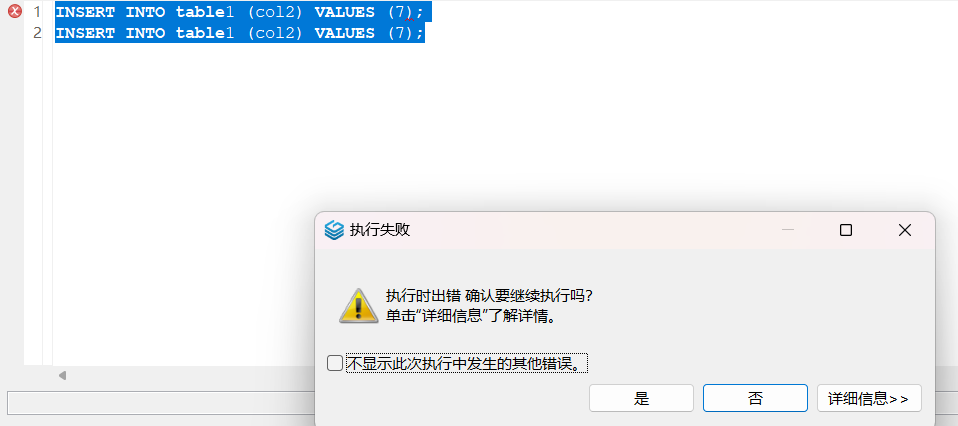 1 INSERT INTO table1 (col2) VALUES (7);
2 INSERT INTO table1 (col2) VALUES (7);
执行失败
执行时出错 确认要继续执行吗?
单击“详细信息”了解详情。
不显示此次执行中发生的其他错误。
是 否 详细信息>>